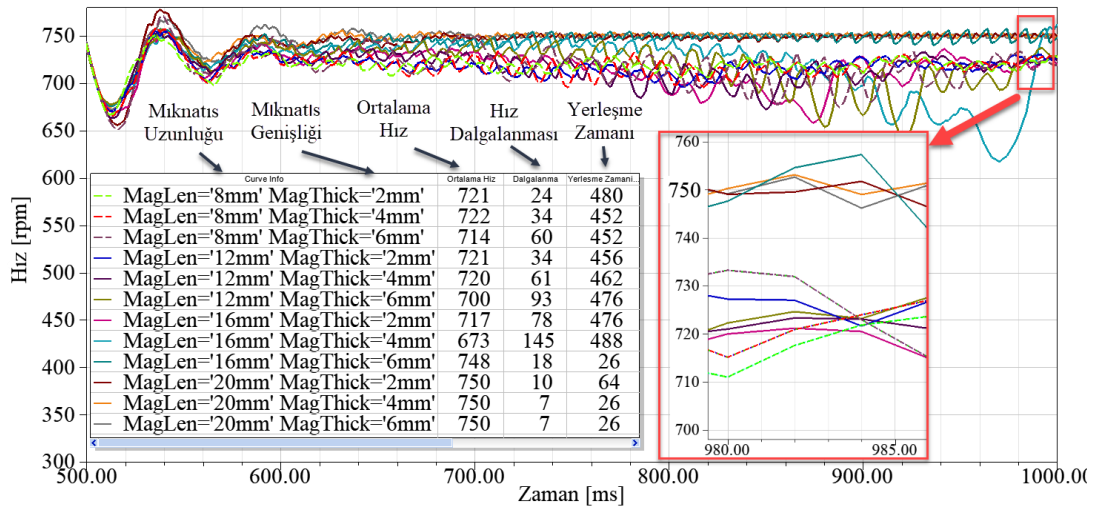 750
700
650
600
550
500
450
400
350
300
Hız [rpm]
500.00
600.00
700.00
800.00
900.00
1000.00
Zaman [ms]
Mıknatıs Uzunluğu
Mıknatıs Genişliği
Ortalama Hız
Hız Dalgalanması
Yerleşme Zamanı
Curve Info Ortalama Hiz Dalgalanma Yerlesme Zamani...
MagLen='8mm' MagThick='2mm' 721 24 480
MagLen='8mm' MagThick='4mm' 722 34 452
MagLen='8mm' MagThick='6mm' 714 60 452
MagLen='12mm' MagThick='2mm' 721 34 456
MagLen='12mm' MagThick='4mm' 720 61 462
MagLen='12mm' MagThick='6mm' 700 93 476
MagLen='16mm' MagThick='2mm' 717 78 476
MagLen='16mm' MagThick='4mm' 673 145 488
MagLen='16mm' MagThick='6mm' 748 18 26
MagLen='20mm' MagThick='2mm' 750 10 64
MagLen='20mm' MagThick='4mm' 750 7 26
MagLen='20mm' MagThick='6mm' 750 7 26
760
750
740
730
720
710
700
980.00
985.00